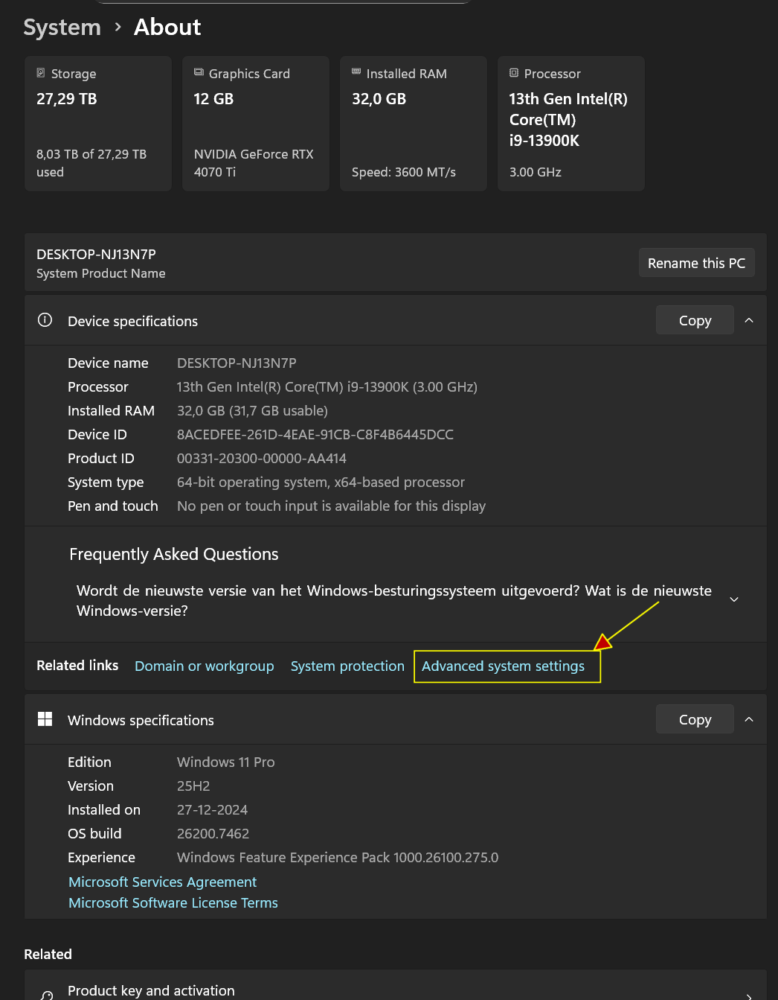 System > About
Storage
27,29 TB
8,03 TB of 27,29 TB
used
Graphics Card
12 GB
NVIDIA GeForce RTX
4070 Ti
Installed RAM
32,0 GB
Speed: 3600 MT/s
Processor
13th Gen Intel(R)
Core(TM)
i9-13900K
3.00 GHz
DESKTOP-NJ13N7P
System Product Name
Rename this PC
Device specifications
Copy
Device name DESKTOP-NJ13N7P
Processor 13th Gen Intel(R) Core(TM) i9-13900K (3.00 GHz)
Installed RAM 32,0 GB (31,7 GB usable)
Device ID 8ACEDFEE-261D-4EAE-91CB-C8F4B6445DCC
Product ID 00331-20300-00000-AA414
System type 64-bit operating system, x64-based processor
Pen and touch No pen or touch input is available for this display
Frequently Asked Questions
Wordt de nieuwste versie van het Windows-besturingssysteem uitgevoerd? Wat is de nieuwste
Windows-versie?
Related links Domain or workgroup System protection Advanced system settings
Windows specifications
Copy
Edition Windows 11 Pro
Version 25H2
Installed on 27-12-2024
OS build 26200.7462
Experience Windows Feature Experience Pack 1000.26100.275.0
Microsoft Services Agreement
Microsoft Software License Terms
Related
Product key and activation